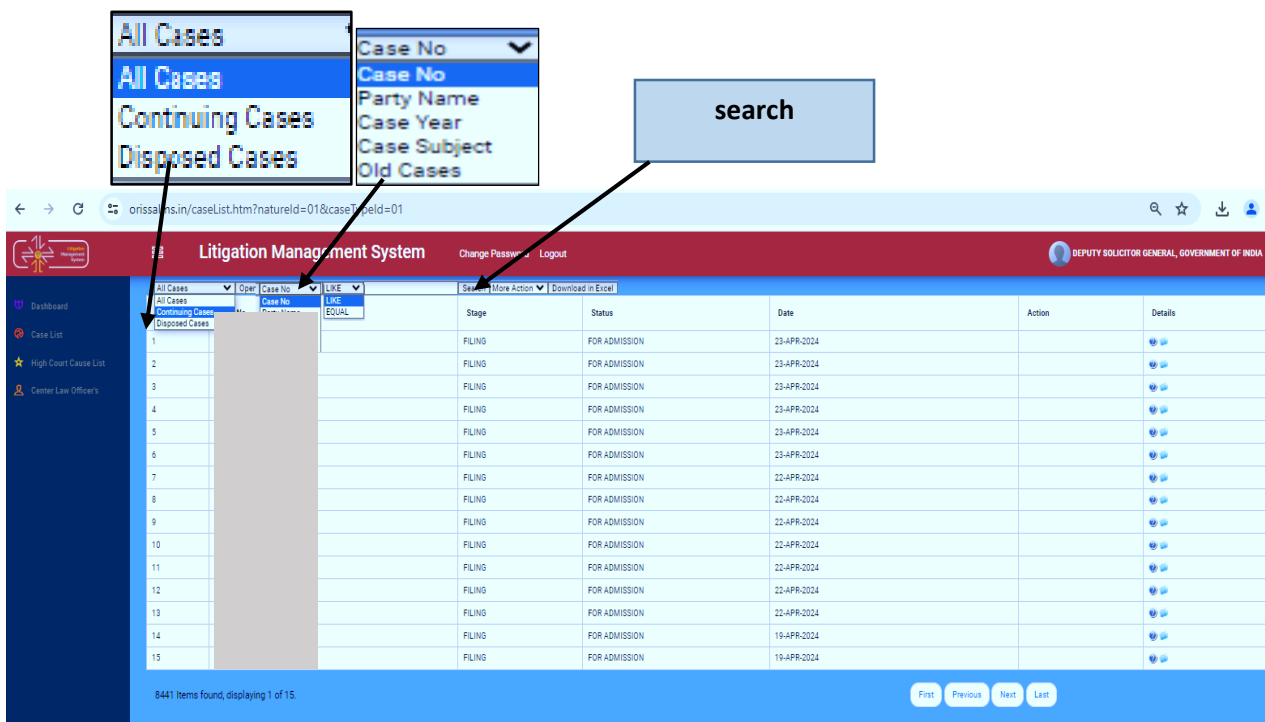 All Cases
All Cases
Continuing Cases
Disposed Cases
Case No
Case No
Party Name
Case Year
Case Subject
Old Cases
search
orissalms.in/caseList.htm?natureId=01&caseTypeId=01
Litigation Management System
Litigation Management System Change Password Logout DEPUTY SOLICITOR GENERAL, GOVERNMENT OF INDIA
Dashboard
Case List
High Court Cause List
Center Law Officer's
All Cases Oper Case No LIKE Search More Action Download in Excel
All Cases Case No LIKE
Continuing Cases No Party Name EQUAL
Disposed Cases
Stage Status Date Action Details
1 FILING FOR ADMISSION 23-APR-2024
2 FILING FOR ADMISSION 23-APR-2024
3 FILING FOR ADMISSION 23-APR-2024
4 FILING FOR ADMISSION 23-APR-2024
5 FILING FOR ADMISSION 23-APR-2024
6 FILING FOR ADMISSION 23-APR-2024
7 FILING FOR ADMISSION 22-APR-2024
8 FILING FOR ADMISSION 22-APR-2024
9 FILING FOR ADMISSION 22-APR-2024
10 FILING FOR ADMISSION 22-APR-2024
11 FILING FOR ADMISSION 22-APR-2024
12 FILING FOR ADMISSION 22-APR-2024
13 FILING FOR ADMISSION 22-APR-2024
14 FILING FOR ADMISSION 19-APR-2024
15 FILING FOR ADMISSION 19-APR-2024
8441 Items found, displaying 1 of 15.
First Previous Next Last